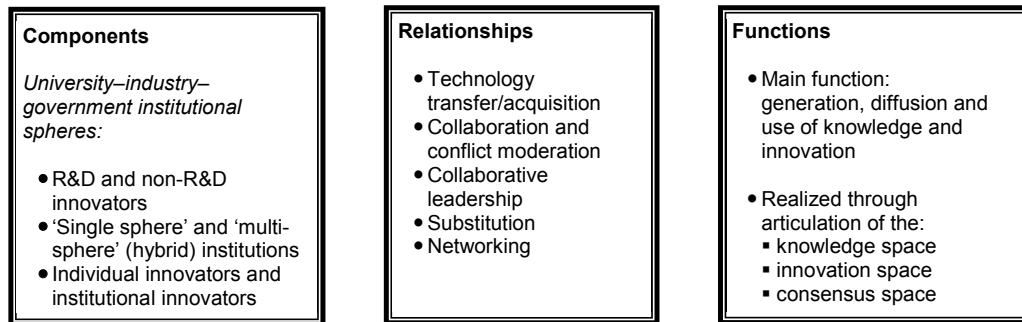 Components
University–industry–
government institutional
spheres:
● R&D and non-R&D
innovators
● ‘Single sphere’ and ‘multi-
sphere’ (hybrid) institutions
● Individual innovators and
institutional innovators
Relationships
● Technology
transfer/acquisition
● Collaboration and
conflict moderation
● Collaborative
leadership
● Substitution
● Networking
Functions
● Main function:
generation, diffusion and
use of knowledge and
innovation
● Realized through
articulation of the:
▪ knowledge space
▪ innovation space
▪ consensus space